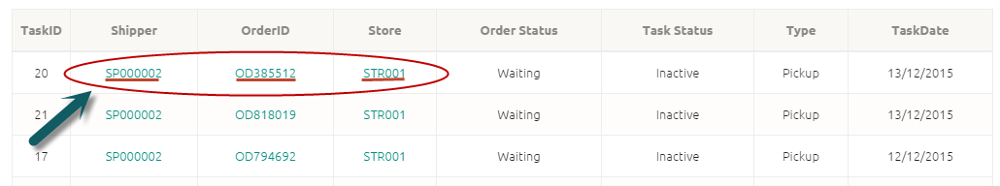 TaskID Shipper OrderID Store Order Status Task Status Type TaskDate
20 SP000002 OD385512 STR001 Waiting Inactive Pickup 13/12/2015
21 SP000002 OD818019 STR001 Waiting Inactive Pickup 13/12/2015
17 SP000002 OD794692 STR001 Waiting Inactive Pickup 12/12/2015